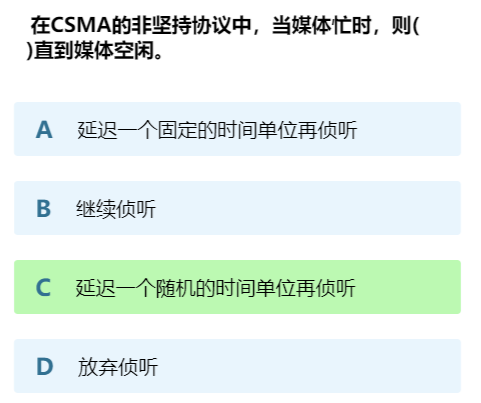 在CSMA的非坚持协议中，当媒体忙时，则(
)直到媒体空闲。
A 延迟一个固定的时间单位再侦听
B 继续侦听
C 延迟一个随机的时间单位再侦听
D 放弃侦听